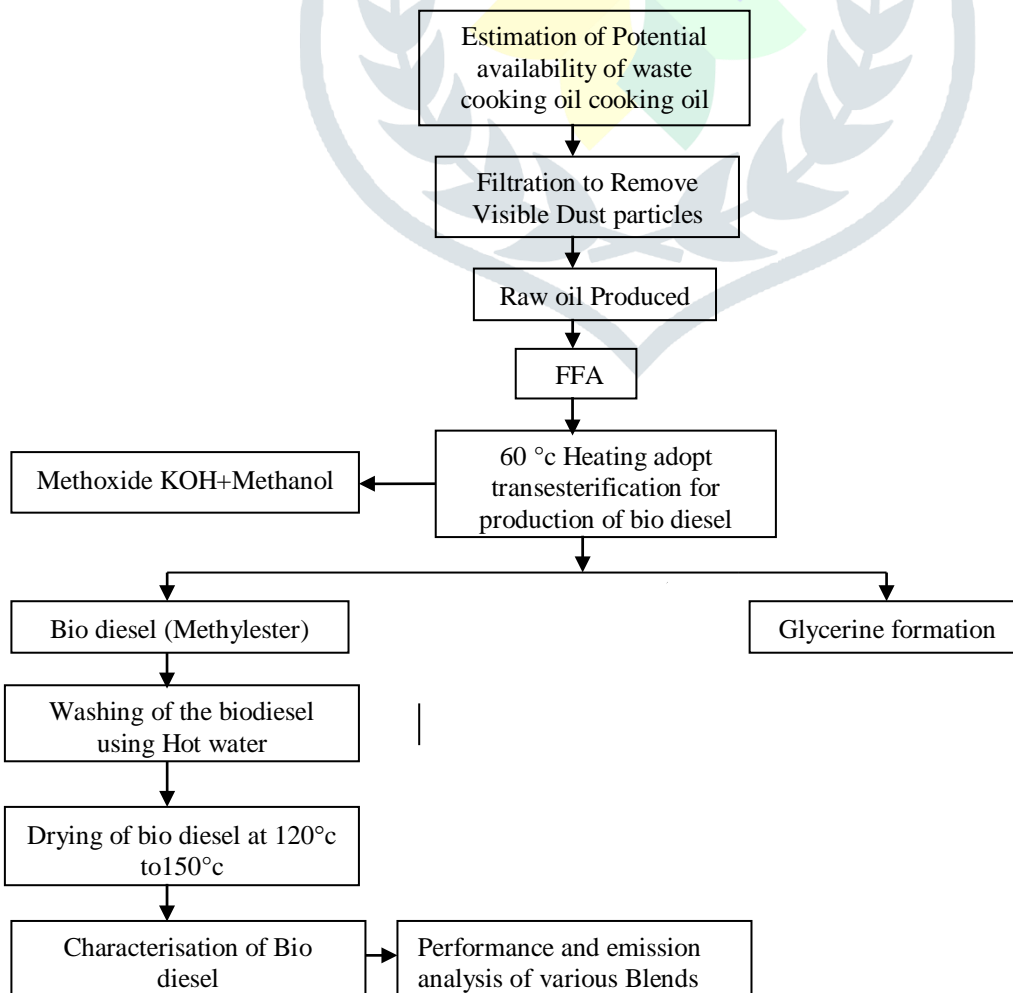 Estimation of Potential
availability of waste
cooking oil cooking oil
Filtration to Remove
Visible Dust particles
Raw oil Produced
FFA
60 °c Heating adopt
transesterification for
production of bio diesel
Methoxide KOH+Methanol
Bio diesel (Methylester)
Glycerine formation
Washing of the biodiesel
using Hot water
Drying of bio diesel at 120°c
to150°c
Characterisation of Bio
diesel
Performance and emission
analysis of various Blends